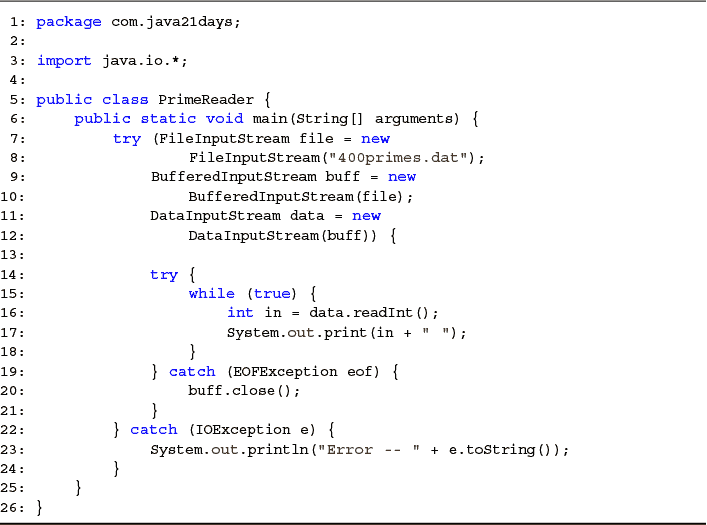 1: package com.java21days;
2:
3: import java.io.*;
4:
5: public class PrimeReader {
6:     public static void main(String[] arguments) {
7:         try (FileInputStream file = new
8:                 FileInputStream("400primes.dat");
9:             BufferedInputStream buff = new
10:                 BufferedInputStream(file);
11:             DataInputStream data = new
12:                 DataInputStream(buff)) {
13:
14:             try {
15:                 while (true) {
16:                     int in = data.readInt();
17:                     System.out.print(in + " ");
18:                 }
19:             } catch (EOFException eof) {
20:                 buff.close();
21:             }
22:         } catch (IOException e) {
23:             System.out.println("Error -- " + e.toString());
24:         }
25:     }
26: }